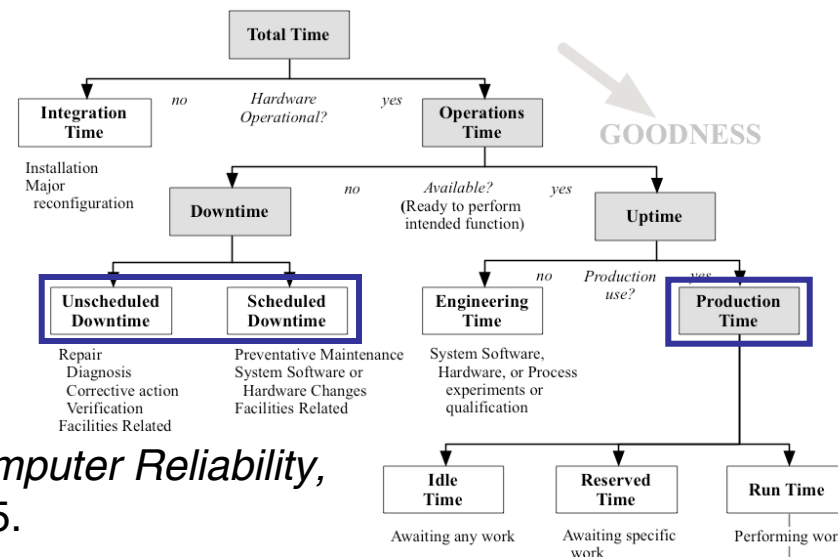 Total Time
no
Hardware
Operational?
yes
Integration
Time
Operations
Time
GOODNESS
Installation
Major
reconfiguration
no
Available?
(Ready to perform
intended function)
yes
Downtime
Uptime
no
Production
use?
yes
Unscheduled
Downtime
Scheduled
Downtime
Engineering
Time
Production
Time
Repair
Diagnosis
Corrective action
Verification
Facilities Related
Preventative Maintenance
System Software or
Hardware Changes
Facilities Related
System Software,
Hardware, or Process
experiments or
qualification
mputer Reliability,
5.
Idle
Time
Reserved
Time
Run Time
Awaiting any work
Awaiting specific
work
Performing wor